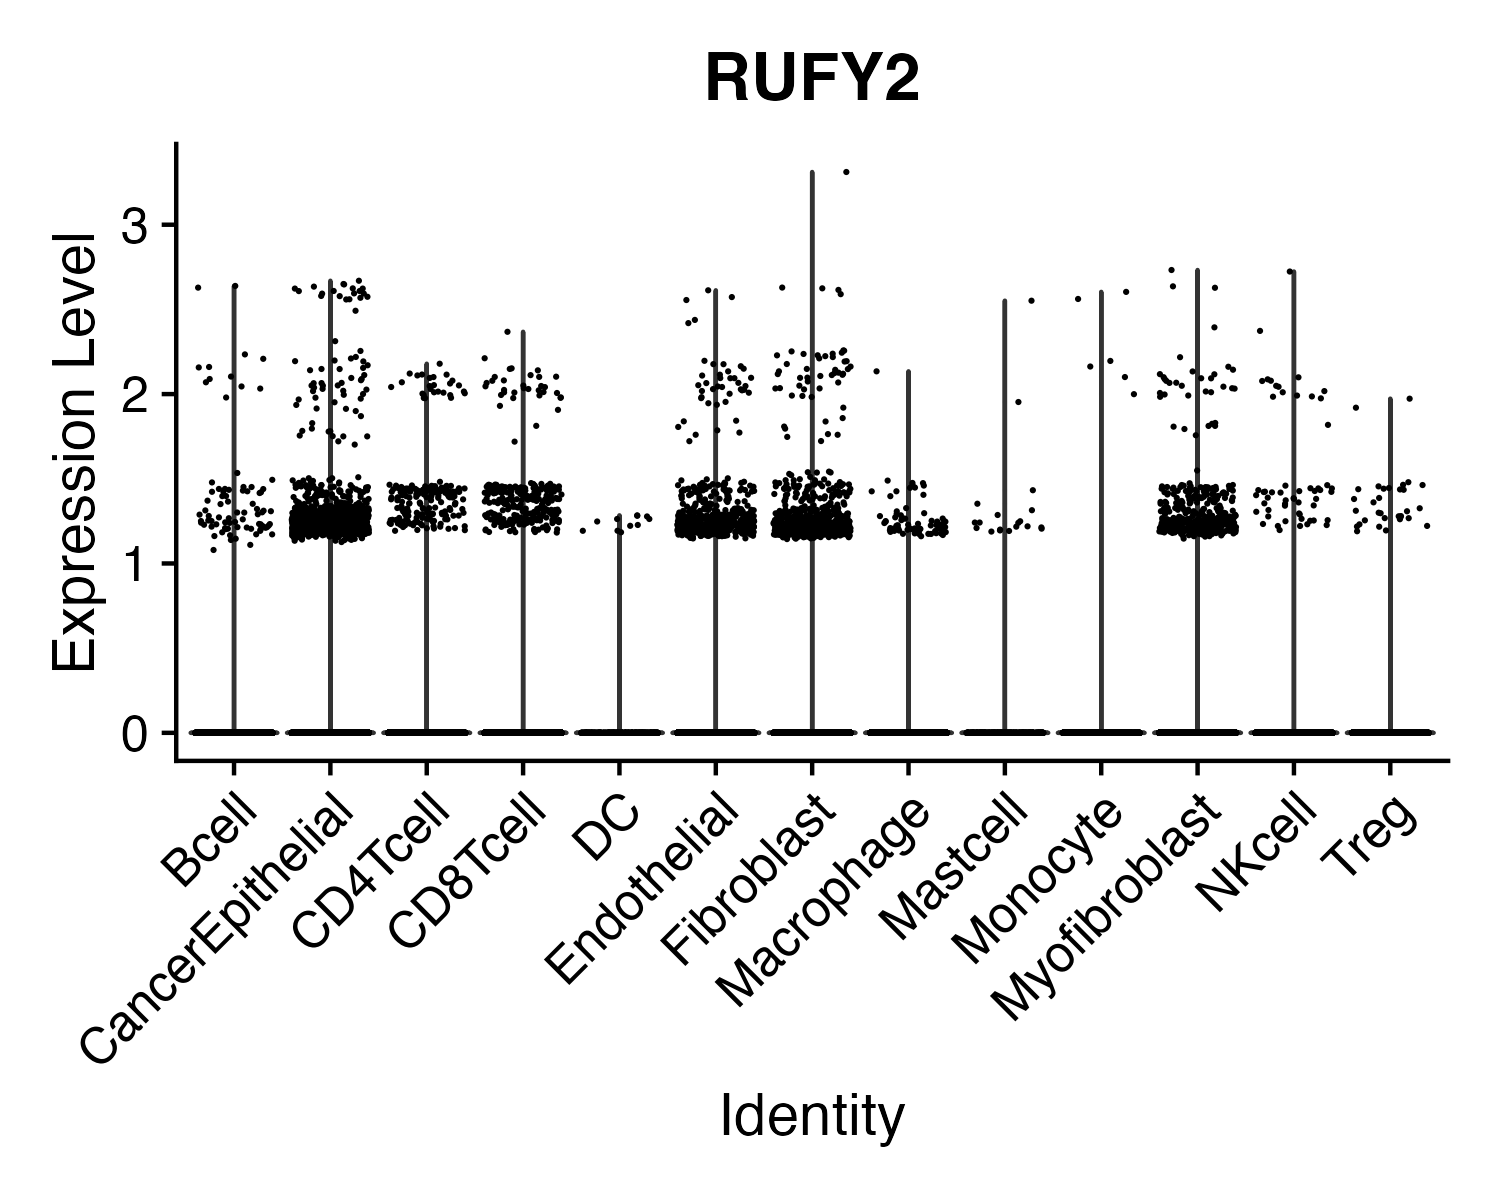 RUFY2
Expression Level
3
2
1
0
Bcell
CancerEpithelial
CD4Tcell
CD8Tcell
DC
Endothelial
Fibroblast
Macrophage
Mastcell
Monocyte
Myofibroblast
NKcell
Treg
Identity